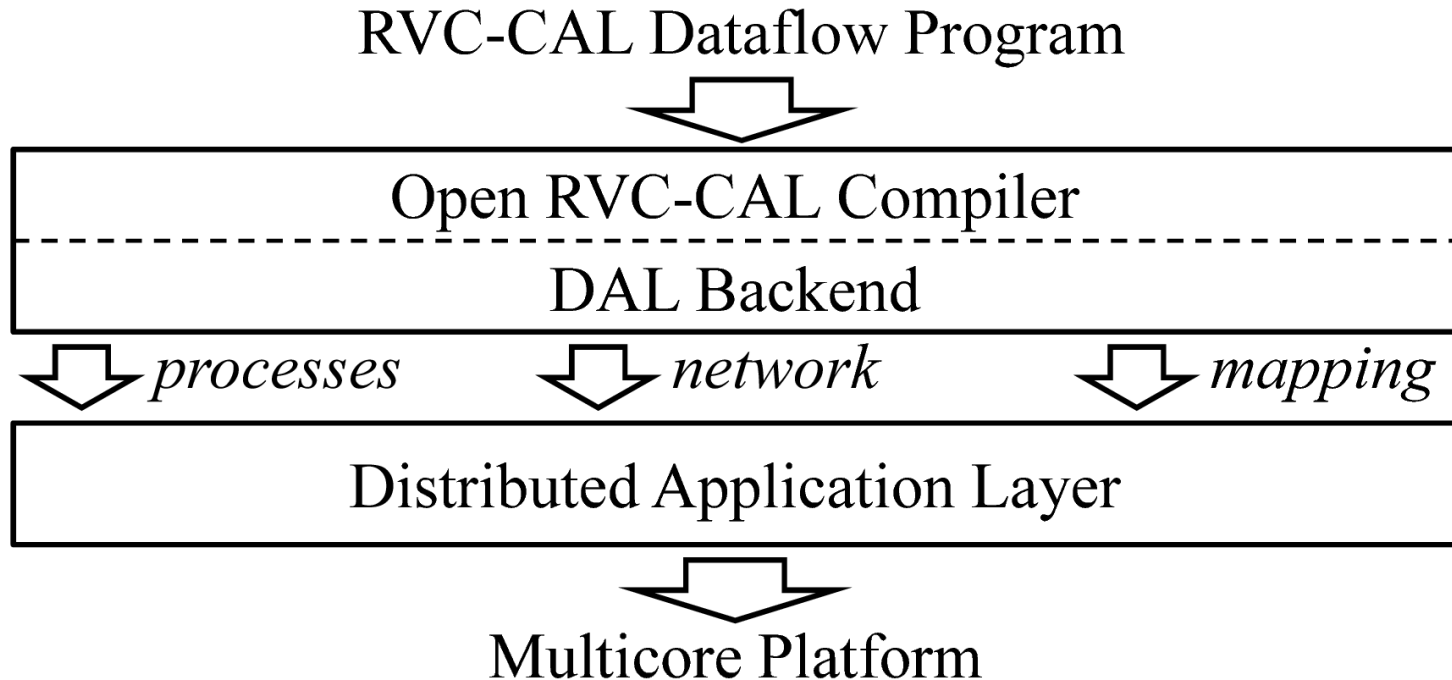 RVC-CAL Dataflow Program
Open RVC-CAL Compiler
DAL Backend
processes network mapping
Distributed Application Layer
Multicore Platform